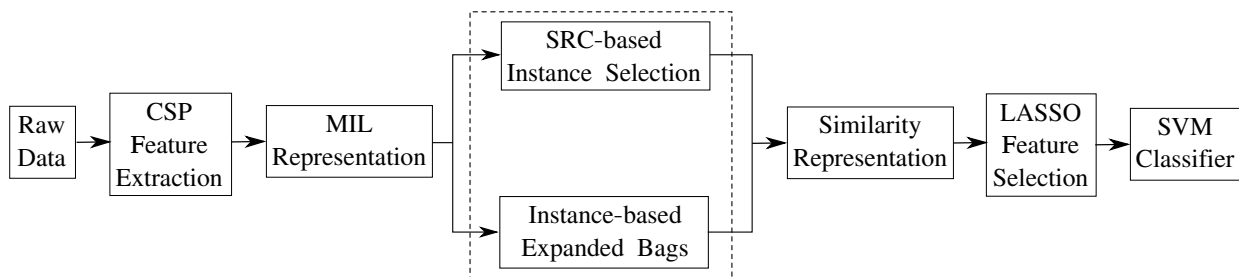 Raw
Data
CSP
Feature
Extraction
MIL
Representation
SRC-based
Instance Selection
Instance-based
Expanded Bags
Similarity
Representation
LASSO
Feature
Selection
SVM
Classifier